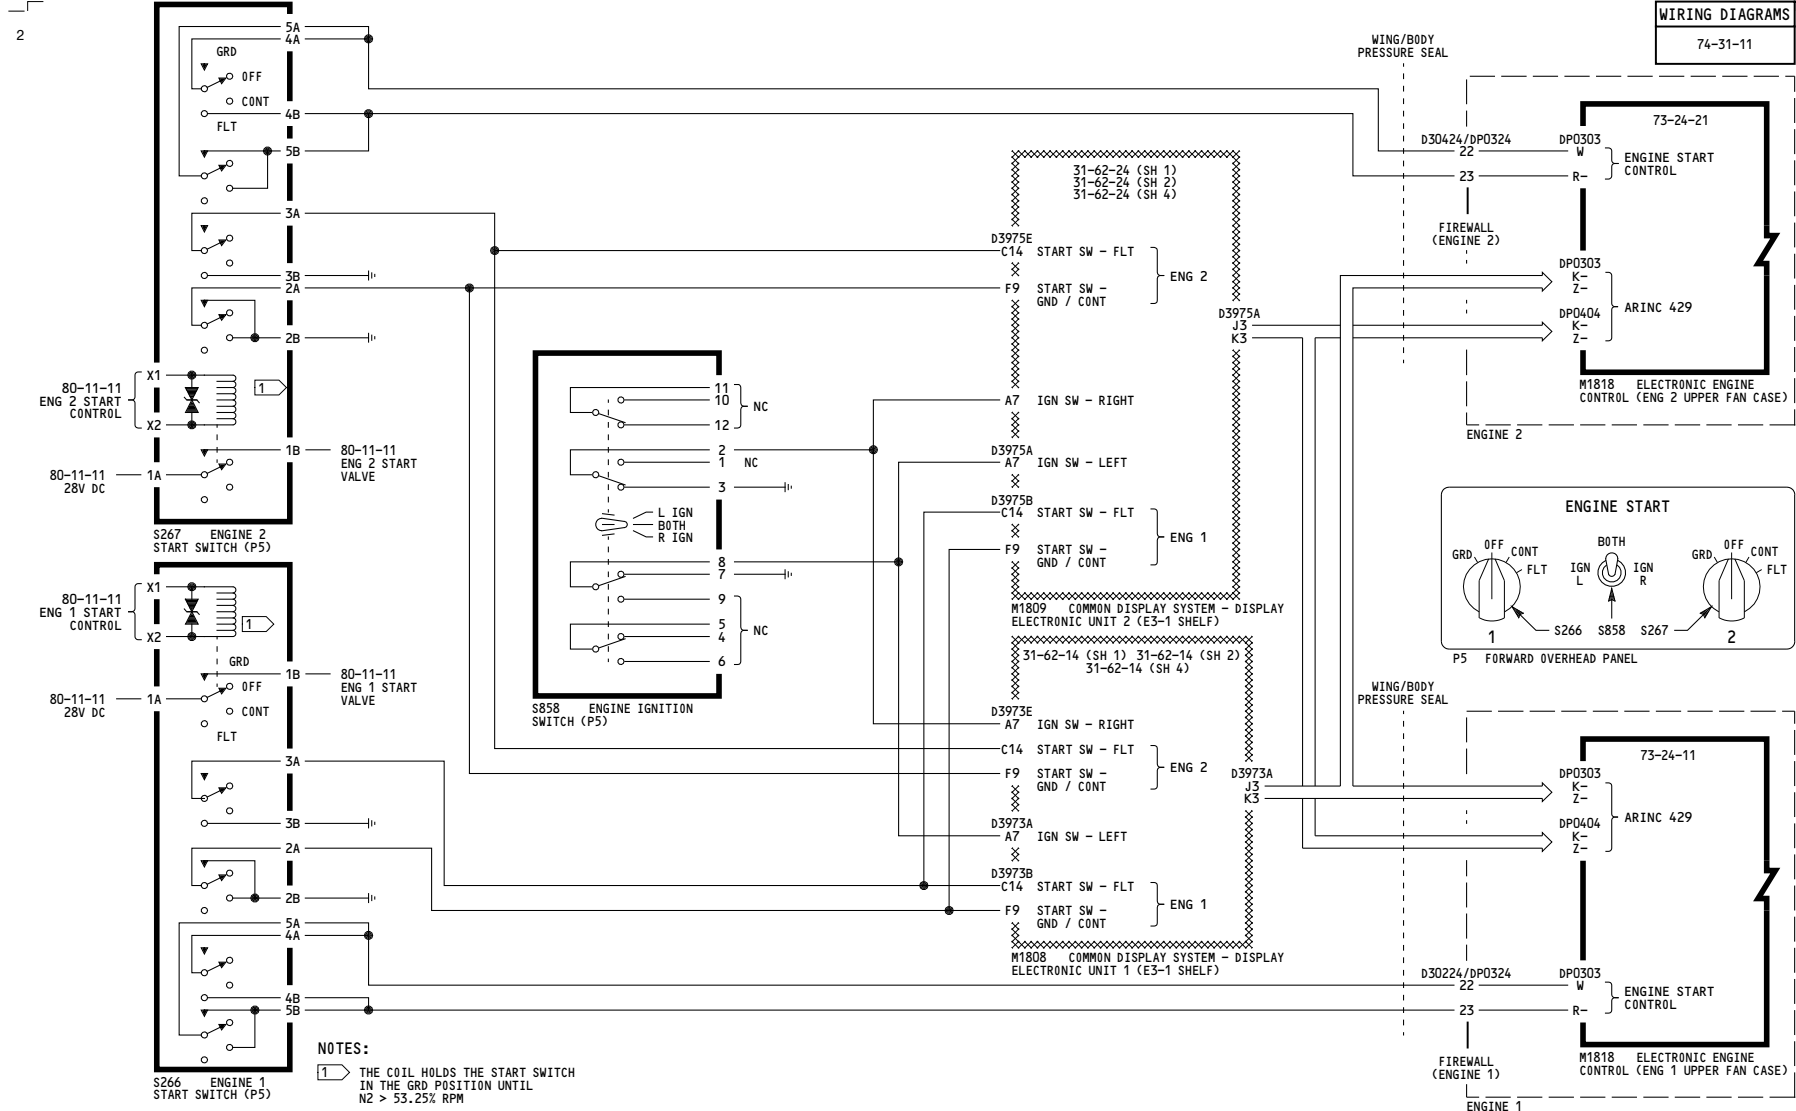 2
WIRING DIAGRAMS
74-31-11
5A
4A
GRD
OFF
CONT
4B
FLT
5B
3A
3B
2A
2B
X1
80-11-11
ENG 2 START
CONTROL
1
X2
1B
80-11-11
ENG 2 START
VALVE
80-11-11
28V DC
1A
S267 ENGINE 2
START SWITCH (P5)
X1
80-11-11
ENG 1 START
CONTROL
1
X2
GRD
1B
80-11-11
ENG 1 START
VALVE
OFF
80-11-11
28V DC
1A
CONT
FLT
3A
3B
2A
2B
5A
4A
4B
5B
S266 ENGINE 1
START SWITCH (P5)
NOTES:
1 THE COIL HOLDS THE START SWITCH
IN THE GRD POSITION UNTIL
N2 > 53.25% RPM
11
10
NC
12
2
1 NC
3
L IGN
BOTH
R IGN
8
7
9
5
NC
4
6
S858 ENGINE IGNITION
SWITCH (P5)
31-62-24 (SH 1)
31-62-24 (SH 2)
31-62-24 (SH 4)
D3975E
C14 START SW - FLT
ENG 2
F9 START SW -
GND / CONT
D3975A
J3
K3
A7 IGN SW - RIGHT
D3975A
A7 IGN SW - LEFT
D3975B
C14 START SW - FLT
ENG 1
F9 START SW -
GND / CONT
M1809 COMMON DISPLAY SYSTEM - DISPLAY
ELECTRONIC UNIT 2 (E3-1 SHELF)
31-62-14 (SH 1) 31-62-14 (SH 2)
31-62-14 (SH 4)
D3973E
A7 IGN SW - RIGHT
C14 START SW - FLT
ENG 2
F9 START SW -
GND / CONT
D3973A
J3
K3
D3973A
A7 IGN SW - LEFT
D3973B
C14 START SW - FLT
ENG 1
F9 START SW -
GND / CONT
M1808 COMMON DISPLAY SYSTEM - DISPLAY
ELECTRONIC UNIT 1 (E3-1 SHELF)
WING/BODY
PRESSURE SEAL
73-24-21
D30424/DP0324
DP0303
22
W
ENGINE START
CONTROL
23
R-
FIREWALL
(ENGINE 2)
DP0303
K-
Z-
ARINC 429
DP0404
K-
Z-
M1818 ELECTRONIC ENGINE
CONTROL (ENG 2 UPPER FAN CASE)
ENGINE 2
ENGINE START
OFF
GRD
CONT
FLT
BOTH
IGN
L
IGN
R
OFF
GRD
CONT
FLT
1
S266
S858
S267
2
P5 FORWARD OVERHEAD PANEL
WING/BODY
PRESSURE SEAL
73-24-11
DP0303
K-
Z-
ARINC 429
DP0404
K-
Z-
D30224/DP0324
DP0303
22
W
ENGINE START
CONTROL
23
R-
FIREWALL
(ENGINE 1)
M1818 ELECTRONIC ENGINE
CONTROL (ENG 1 UPPER FAN CASE)
ENGINE 1